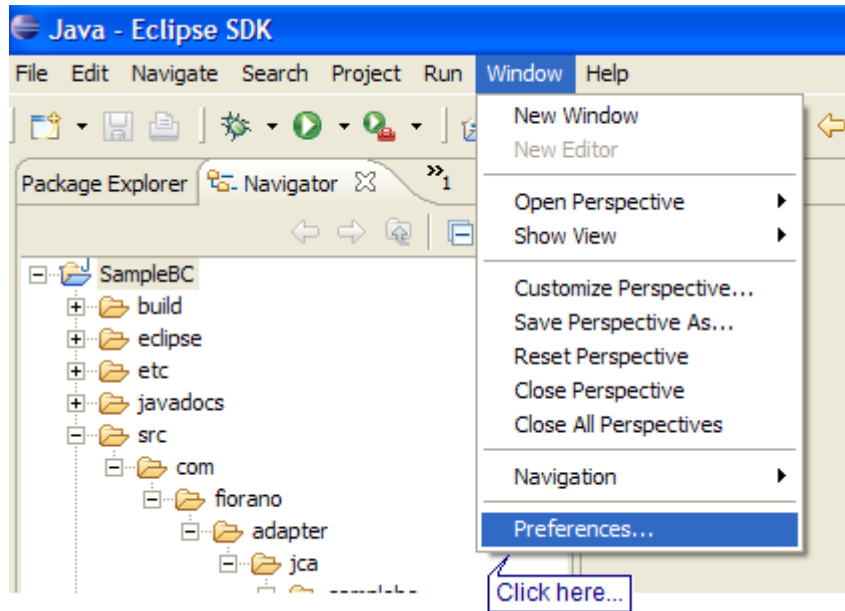 Java - Eclipse SDK
File Edit Navigate Search Project Run Window Help
New Window
New Editor
Open Perspective
Show View
Customize Perspective...
Save Perspective As...
Reset Perspective
Close Perspective
Close All Perspectives
Navigation
Preferences...
Click here...
Package Explorer Navigator »1
SampleBC
build
eclipse
etc
javadocs
src
com
fiorano
adapter
jca